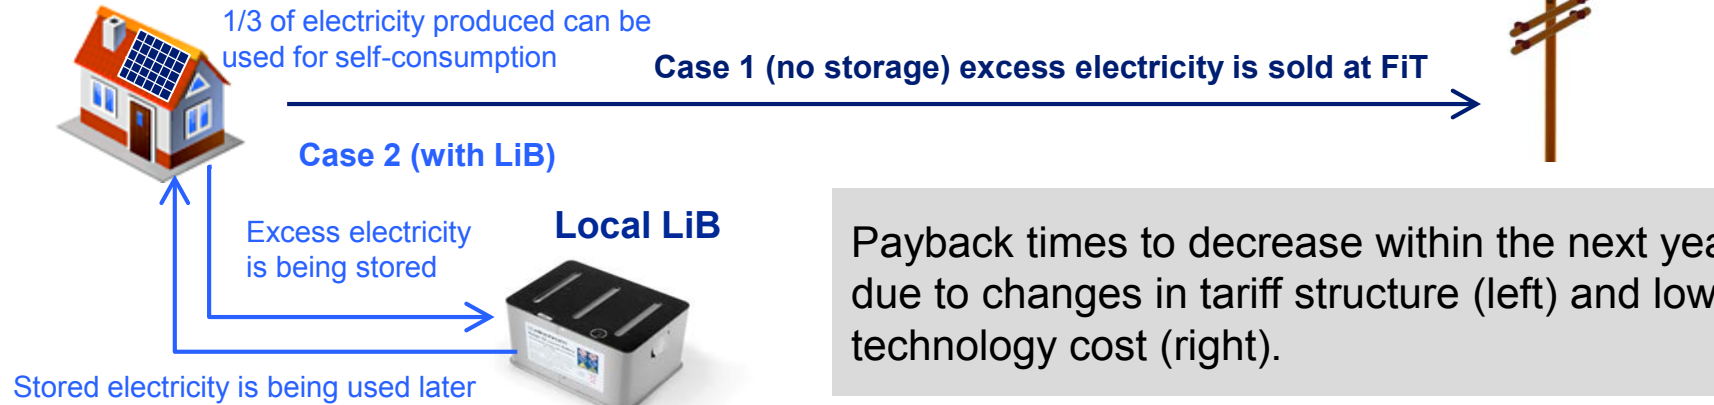 1/3 of electricity produced can be
used for self-consumption
Case 1 (no storage) excess electricity is sold at FiT
Case 2 (with LiB)
Excess electricity
is being stored
Local LiB
Stored electricity is being used later
Payback times to decrease within the next
due to changes in tariff structure (left) and
technology cost (right).